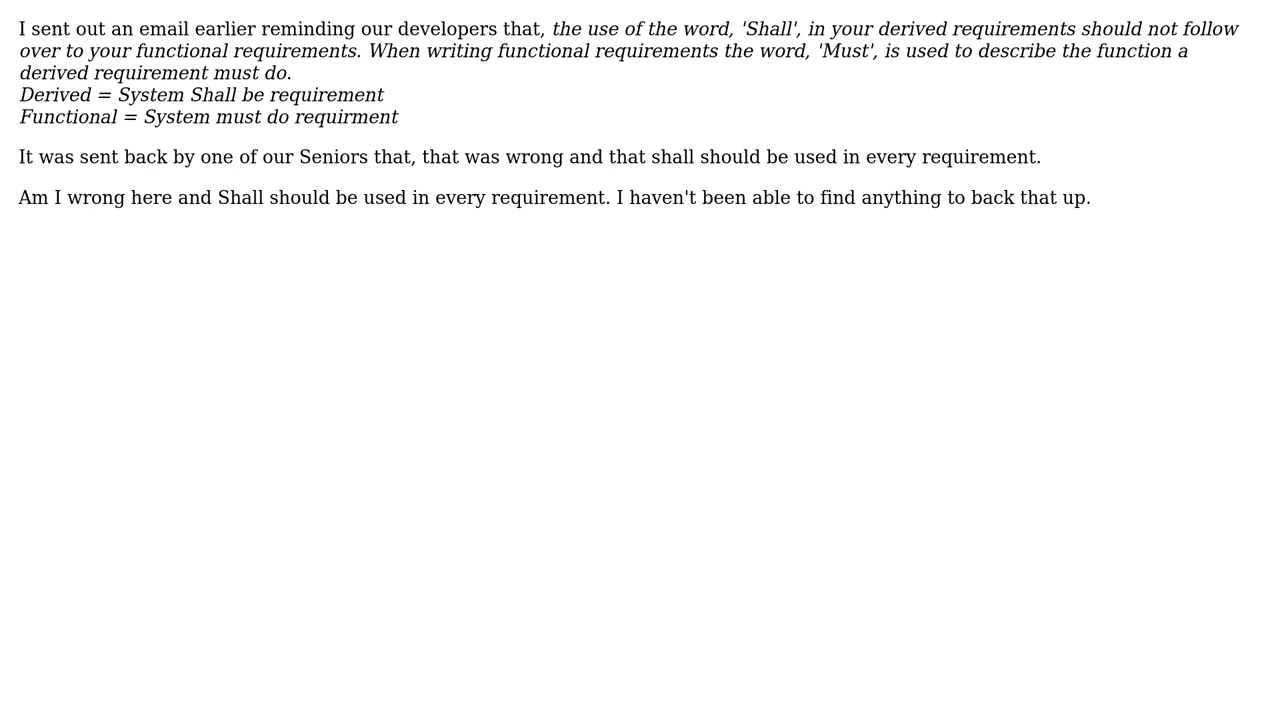 I sent out an email earlier reminding our developers that, the use of the word, 'Shall', in your derived requirements should not follow
over to your functional requirements. When writing functional requirements the word, 'Must', is used to describe the function a
derived requirement must do.
Derived = System Shall be requirement
Functional = System must do requirment
It was sent back by one of our Seniors that, that was wrong and that shall should be used in every requirement.
Am I wrong here and Shall should be used in every requirement. I haven't been able to find anything to back that up.